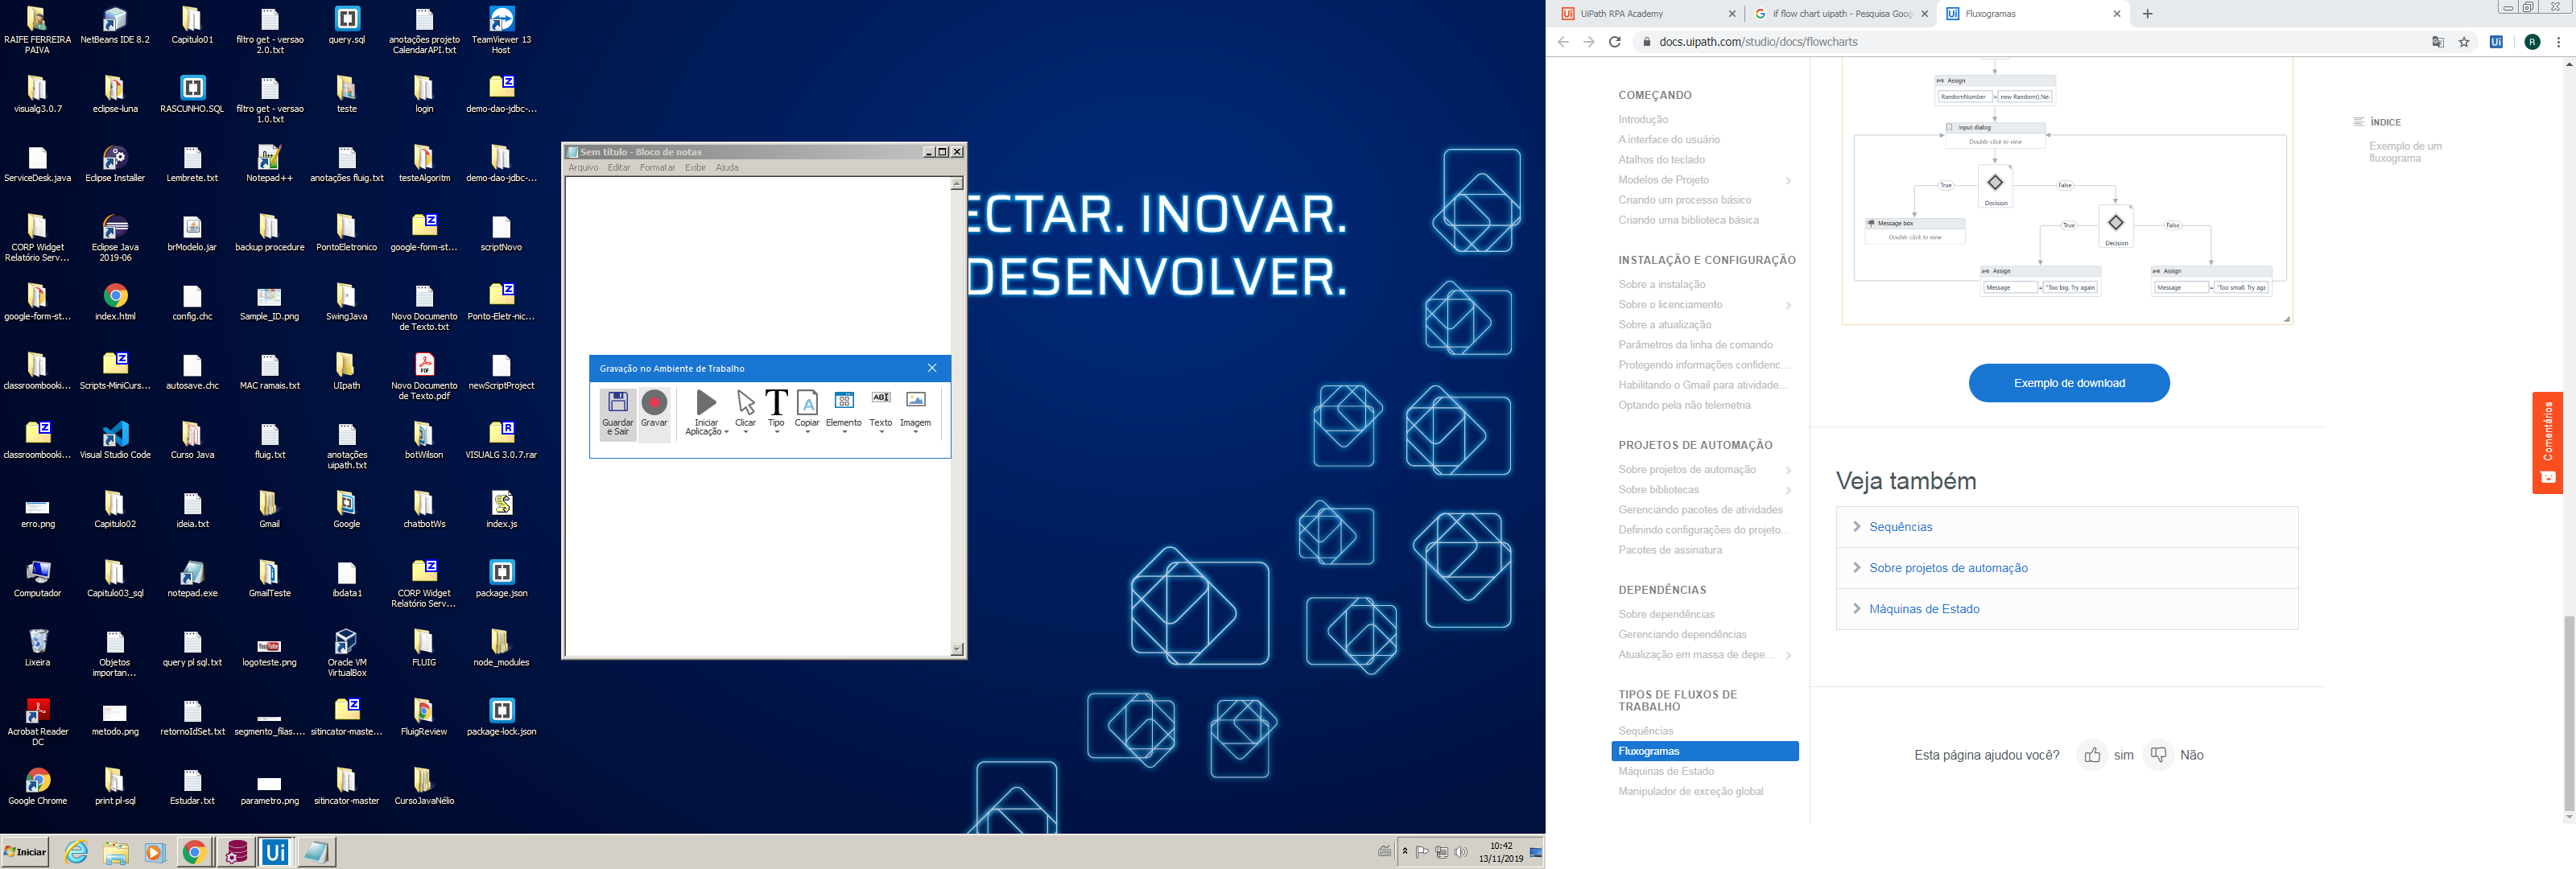 RAIFE FERREIRA
PAIVA
NetBeans IDE 8.2
Capitulo01
filtro get - versao
2.0.txt
query.sql
anotações projeto
CalendarAPI.txt
TeamViewer 13
Host
visualg3.0.7
eclipse-luna
RASCUNHO.SQL
filtro get - versao
1.0.txt
teste
login
demo-dao-jdbc-...
ServiceDesk.java
Eclipse Installer
Lembrete.txt
Notepad++
anotações fluig.txt
testeAlgoritm
demo-dao-jdbc-...
CORP Widget
Relatório Serv...
Eclipse Java
2019-06
brModelo.jar
backup procedure
PontoEletronico
google-form-st...
scriptNovo
google-form-st...
index.html
config.chc
Sample_ID.png
SwingJava
Novo Documento
de Texto.txt
Ponto-Eletr-nic...
classroombooki...
Scripts-MiniCurs...
autosave.chc
MAC ramais.txt
UIpath
Novo Documento
de Texto.pdf
newScriptProject
classroombooki...
Visual Studio Code
Curso Java
fluig.txt
anotações
uipath.txt
botWilson
VISUALG 3.0.7.rar
erro.png
Capitulo02
ideia.txt
Gmail
Google
chatbotWs
index.js
Computador
Capitulo03_sql
notepad.exe
GmailTeste
ibdata1
CORP Widget
Relatório Serv...
package.json
Lixeira
Objetos
importan...
query pl sql.txt
logoteste.png
Oracle VM
VirtualBox
FLUIG
node_modules
Acrobat Reader
DC
metodo.png
retornoIdSet.txt
segmento_filas....
sitincator-master...
FluigReview
package-lock.json
Google Chrome
print pl-sql
Estudar.txt
parametro.png
sitincator-master
CursoJavaNélio
Sem título - Bloco de notas
Arquivo Editar Formatar Exibir Ajuda
ECTAR. INOVAR.
DESENVOLVER.
Gravação no Ambiente de Trabalho
Guardar
e Sair
Gravar
Iniciar
Aplicação
Clicar
Tipo
Copiar
Elemento
Texto
Imagem
Iniciar
Ui
10:42
13/11/2019
UiPath RPA Academy
if flow chart uipath - Pesquisa Goog
Fluxogramas
docs.uipath.com/studio/docs/flowcharts
Ui
R
COMEÇANDO
Introdução
A interface do usuário
Atalhos do teclado
Modelos de Projeto
Criando um processo básico
Criando uma biblioteca básica
INSTALAÇÃO E CONFIGURAÇÃO
Sobre a instalação
Sobre o licenciamento
Sobre a atualização
Parâmetros da linha de comando
Protegendo informações confidenc...
Habilitando o Gmail para atividade...
Optando pela não telemetria
PROJETOS DE AUTOMAÇÃO
Sobre projetos de automação
Sobre bibliotecas
Gerenciando pacotes de atividades
Definindo configurações do projeto...
Pacotes de assinatura
DEPENDÊNCIAS
Sobre dependências
Gerenciando dependências
Atualização em massa de depe...
TIPOS DE FLUXOS DE
TRABALHO
Sequências
Fluxogramas
Máquinas de Estado
Manipulador de exceção global
Assign
RandomNumber = new Random().Ne
Input dialog
Double-click to view
True
False
Decision
Message box
Double-click to view
True
False
Decision
Assign
Message = "Too big. Try again
Assign
Message = "Too small. Try aga
Exemplo de download
Veja também
Sequências
Sobre projetos de automação
Máquinas de Estado
Esta página ajudou você? sim Não
ÍNDICE
Exemplo de um
fluxograma
Comentários